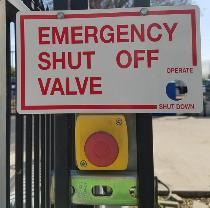 EMERGENCY
SHUT OFF
VALVE
OPERATE
SHUT DOWN